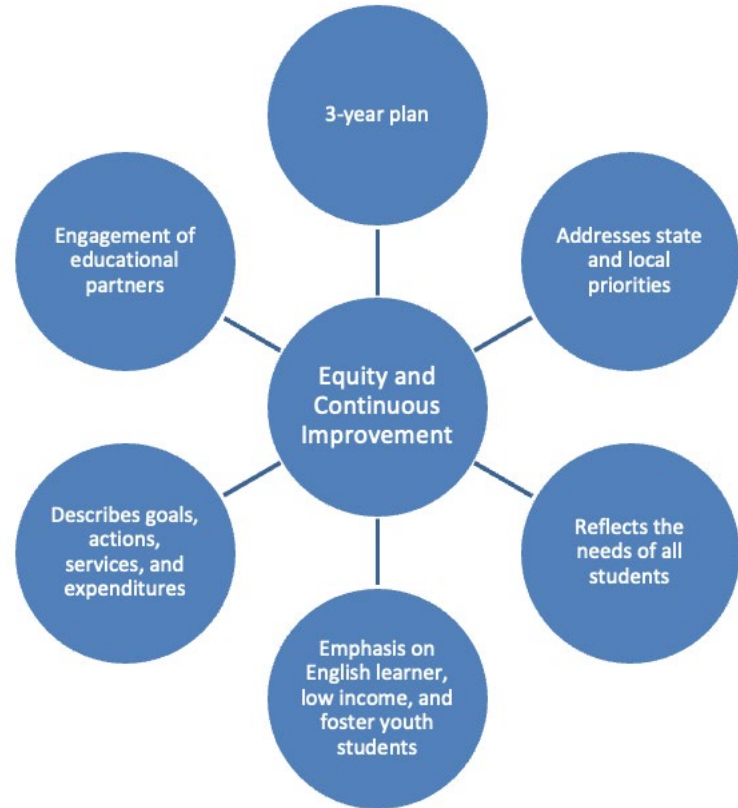 3-year plan
Addresses state
and local
priorities
Reflects the
needs of all
students
Emphasis on
English learner,
low income, and
foster youth
students
Describes goals,
actions,
services, and
expenditures
Engagement of
educational
partners
Equity and
Continuous
Improvement